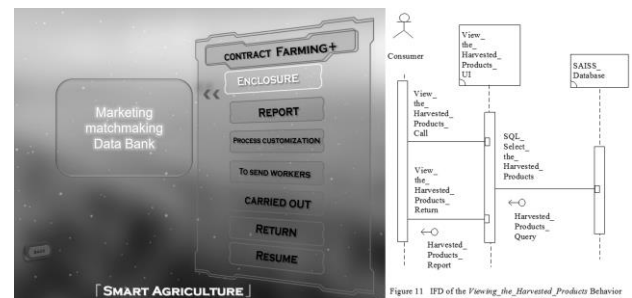 CONTRACT FARMING+
ENCLOSURE
Marketing
matchmaking
Data Bank
REPORT
PROCESS CUSTOMIZATION
TO SEND WORKERS
CARRIED OUT
RETURN
RESUME
「SMART AGRICULTURE」
Consumer
View_
the_
Harvested_
Products_
UI
SAISS_
Database
View_
the_
Harvested_
Products_
Call
SQL_
Select_
the_
Harvested_
Products
View_
the_
Harvested_
Products_
Return
Harvested_
Products_
Query
Harvested_
Products_
Report
Figure 11 IFD of the Viewing_the_Harvested_Products Behavior